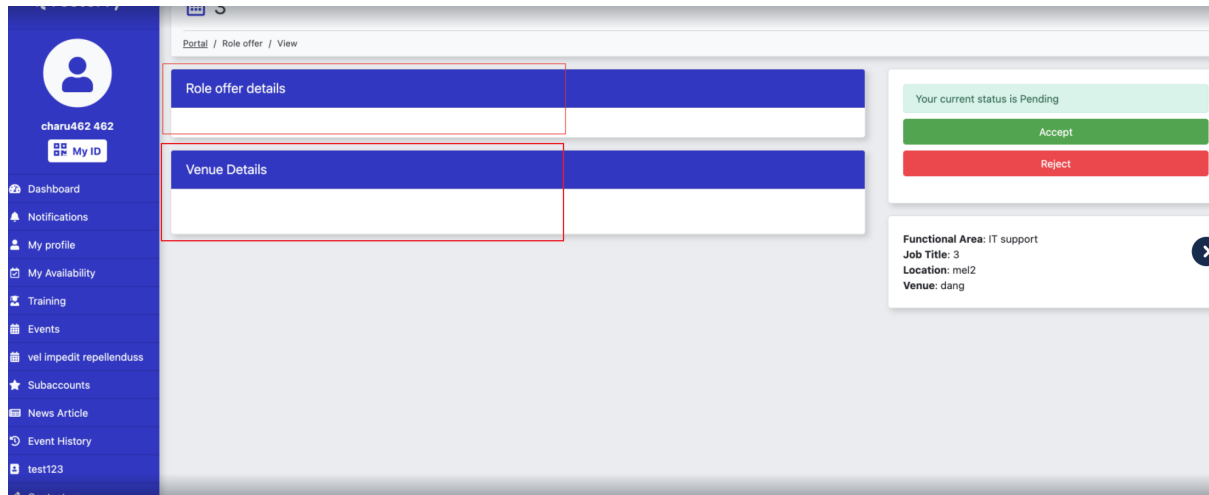 3
Portal / Role offer / View
charu462 462
My ID
Dashboard
Notifications
My profile
My Availability
Training
Events
vel impedit repellenduss
Subaccounts
News Article
Event History
test123
Role offer details
Venue Details
Your current status is Pending
Accept
Reject
Functional Area: IT support
Job Title: 3
Location: mel2
Venue: dang